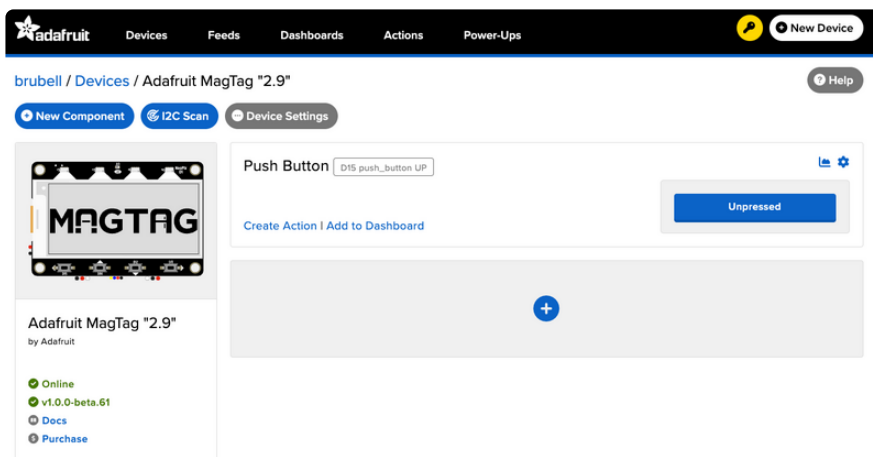 adafruit Devices Feeds Dashboards Actions Power-Ups New Device
brubell / Devices / Adafruit MagTag "2.9"
Help
New Component I2C Scan Device Settings
Push Button D15 push_button UP
Unpressed
Create Action | Add to Dashboard
MAGTAG
Adafruit MagTag "2.9"
by Adafruit
Online
v1.0.0-beta.61
Docs
Purchase